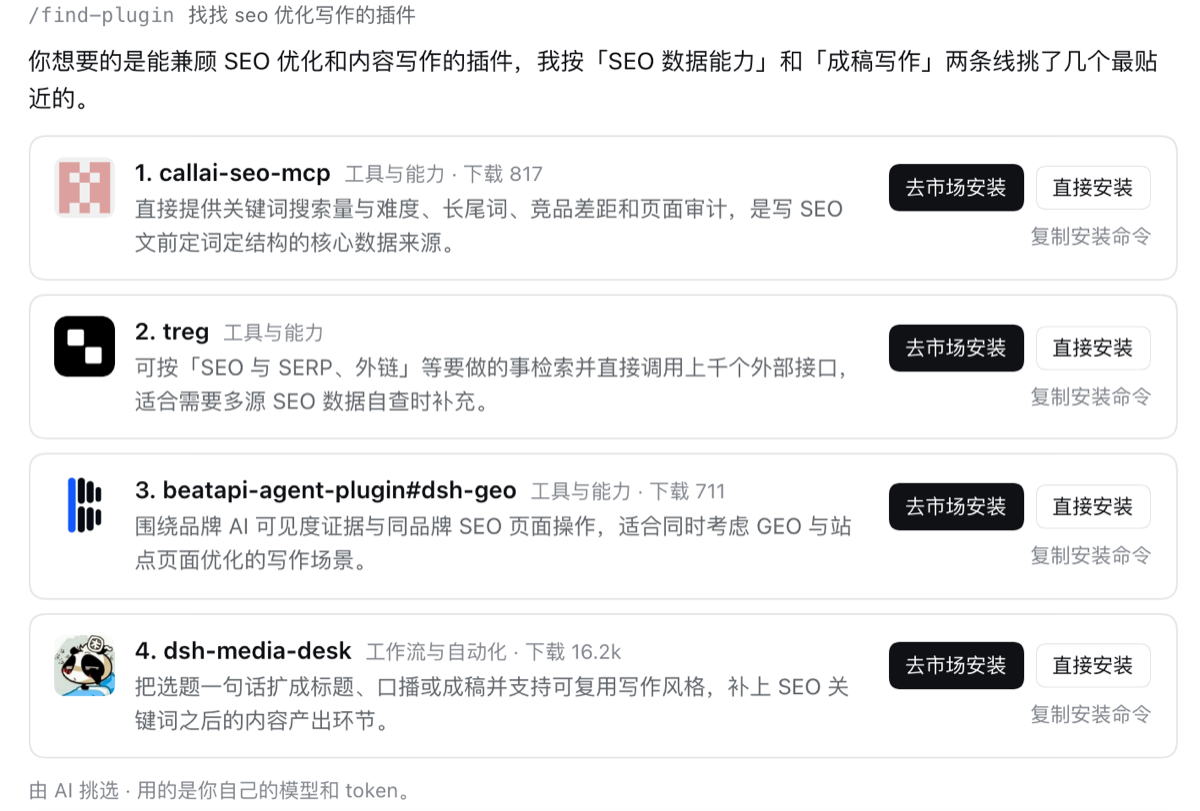 /find-plugin 找找 seo 优化写作的插件
你想要的是能兼顾 SEO 优化和内容写作的插件，我按「SEO 数据能力」和「成稿写作」两条线挑了几个最贴
近的。
1. callai-seo-mcp 工具与能力 · 下载 817
直接提供关键词搜索量与难度、长尾词、竞品差距和页面审计，是写 SEO
文前定词定结构的核心数据来源。
去市场安装 直接安装
复制安装命令
2. treg 工具与能力
可按「SEO 与 SERP、外链」等要做的事检索并直接调用上千个外部接口，
适合需要多源 SEO 数据自查时补充。
去市场安装 直接安装
复制安装命令
3. beatapi-agent-plugin#dsh-geo 工具与能力 · 下载 711
围绕品牌 AI 可见度证据与同品牌 SEO 页面操作，适合同时考虑 GEO 与站
点页面优化的写作场景。
去市场安装 直接安装
复制安装命令
4. dsh-media-desk 工作流与自动化 · 下载 16.2k
把选题一句话扩成标题、口播或成稿并支持可复用写作风格，补上 SEO 关
键词之后的内容产出环节。
去市场安装 直接安装
复制安装命令
由 AI 挑选 · 用的是你自己的模型和 token。